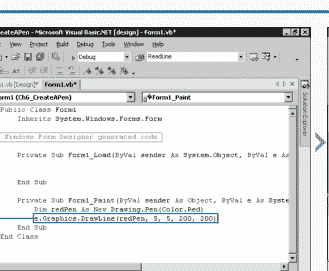 eateAPen - Microsoft Visual Basic.NET [design] - Form1.vb*
View Project Build Debug Tools Window Help
Debug ReadLine
.vb [Design]* Form1.vb*
orm1 (Ch6_CreateAPen) Form1_Paint
Public Class Form1
Inherits System.Windows.Forms.Form
Windows Form Designer generated code
Private Sub Form1_Load(ByVal sender As System.Object, ByVal e As
End Sub
Private Sub Form1_Paint(ByVal sender As Object, ByVal e As Syste
Dim redPen As New Drawing.Pen(Color.Red)
e.Graphics.DrawLine(redPen, 5, 5, 200, 200)
End Sub
End Class
Solution Explorer